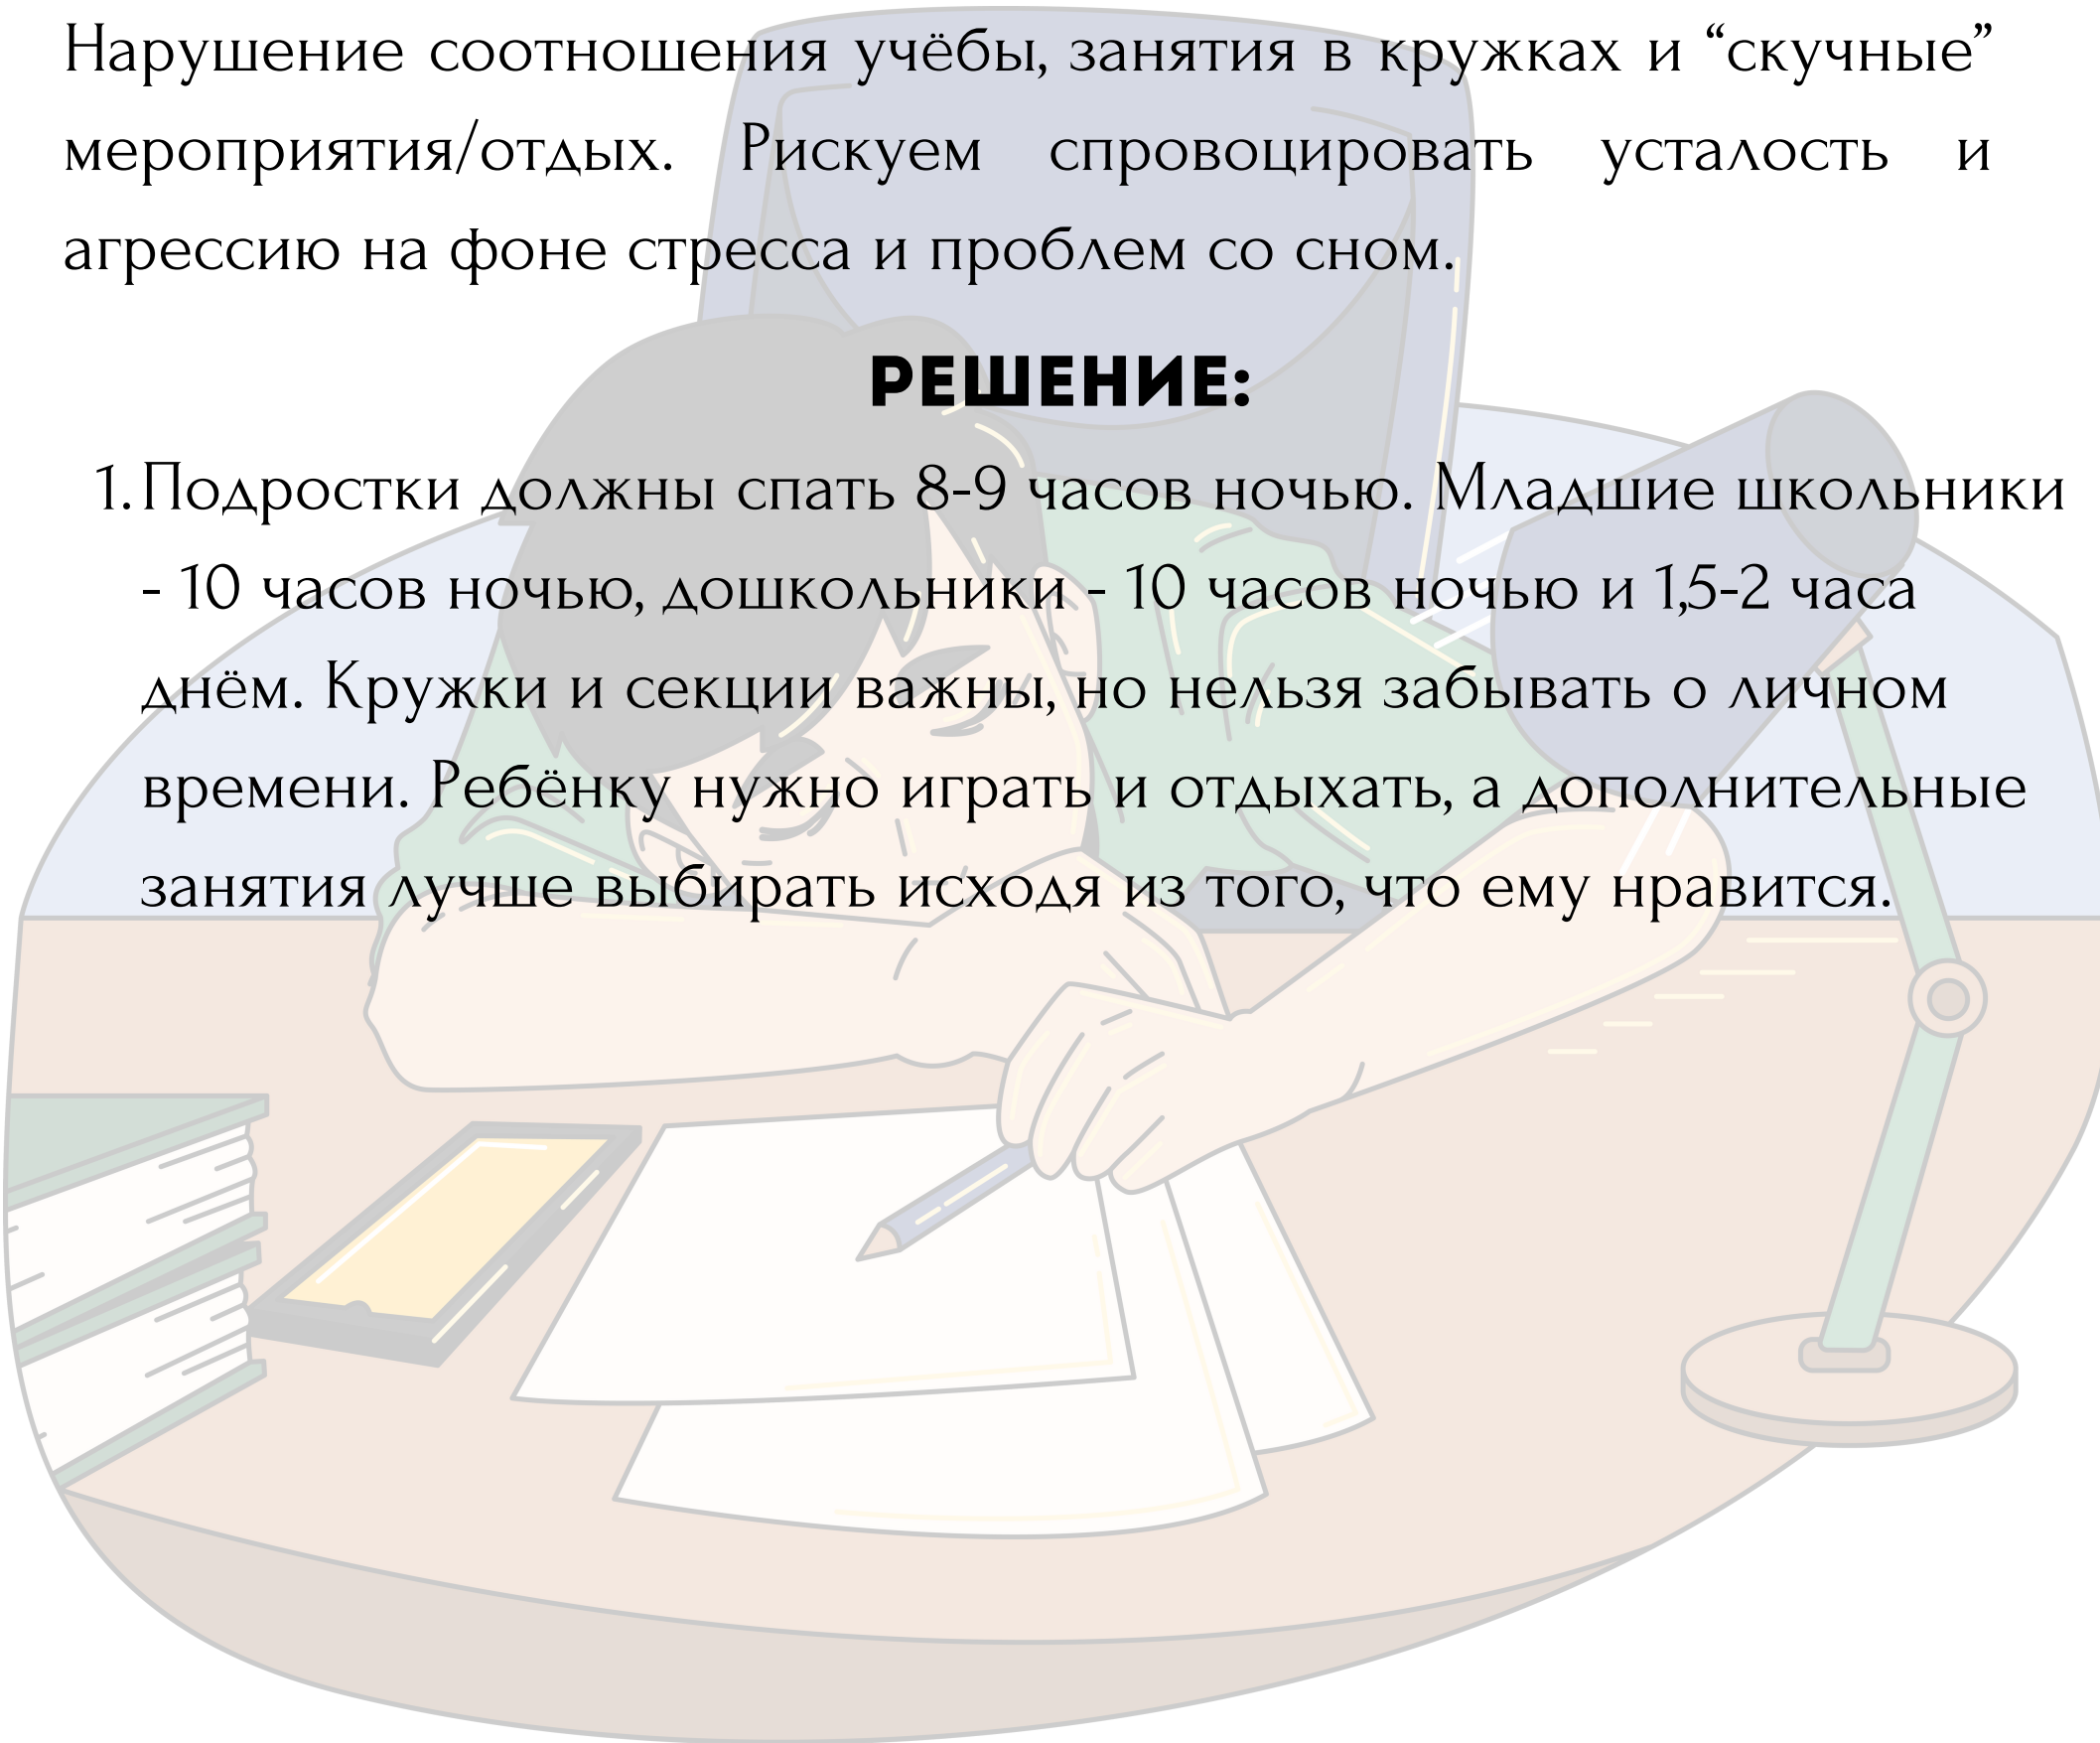 Нарушение соотношения учёбы, занятия в кружках и “скучные”
мероприятия/отдых. Рискуем спровоцировать усталость и
агрессию на фоне стресса и проблем со сном.
РЕШЕНИЕ:
1. Подростки должны спать 8-9 часов ночью. Младшие школьники
- 10 часов ночью, дошкольники - 10 часов ночью и 1,5-2 часа
днём. Кружки и секции важны, но нельзя забывать о личном
времени. Ребёнку нужно играть и отдыхать, а дополнительные
занятия лучше выбирать исходя из того, что ему нравится.